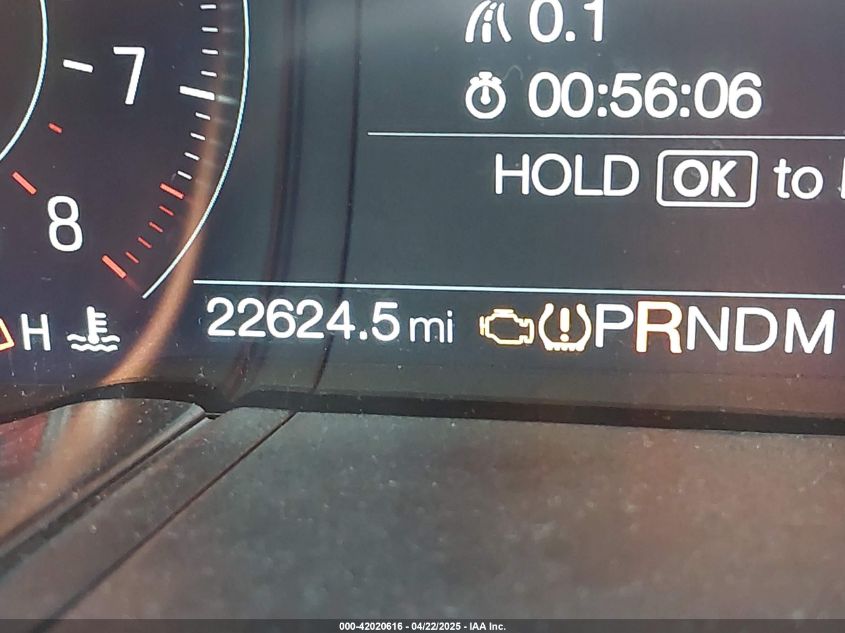 0.1
7
00:56:06
HOLD OK to
8
H
22624.5 mi
PRNDM
000-42020616 - 04/22/2025 - IAA Inc.